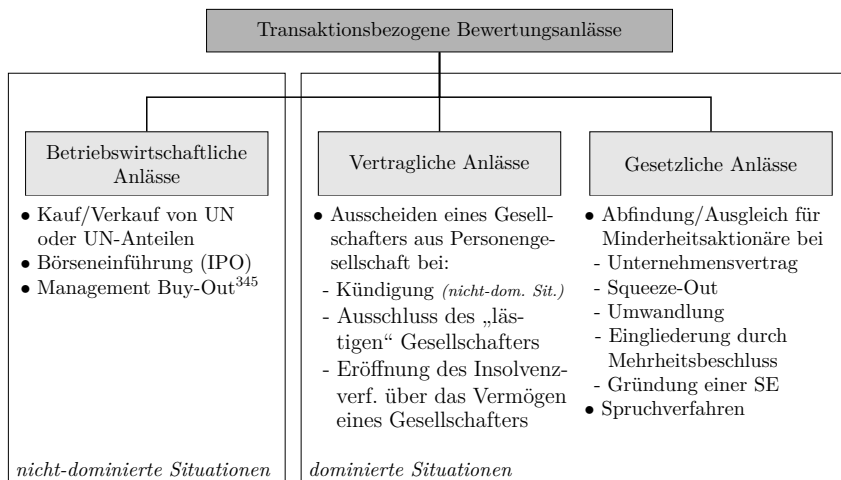 Transaktionsbezogene Bewertungsanlässe
Betriebswirtschaftliche
Anlässe
• Kauf/Verkauf von UN
oder UN-Anteilen
• Börseneinführung (IPO)
• Management Buy-Out³⁴⁵
nicht-dominierte Situationen
Vertragliche Anlässe
• Ausscheiden eines Gesell-
schafters aus Personenge-
sellschaft bei:
- Kündigung (nicht-dom. Sit.)
- Ausschluss des „läs-
tigen“ Gesellschafters
- Eröffnung des Insolvenz-
verf. über das Vermögen
eines Gesellschafters
Gesetzliche Anlässe
• Abfindung/Ausgleich für
Minderheitsaktionäre bei
- Unternehmensvertrag
- Squeeze-Out
- Umwandlung
- Eingliederung durch
Mehrheitsbeschluss
- Gründung einer SE
• Spruchverfahren
dominierte Situationen